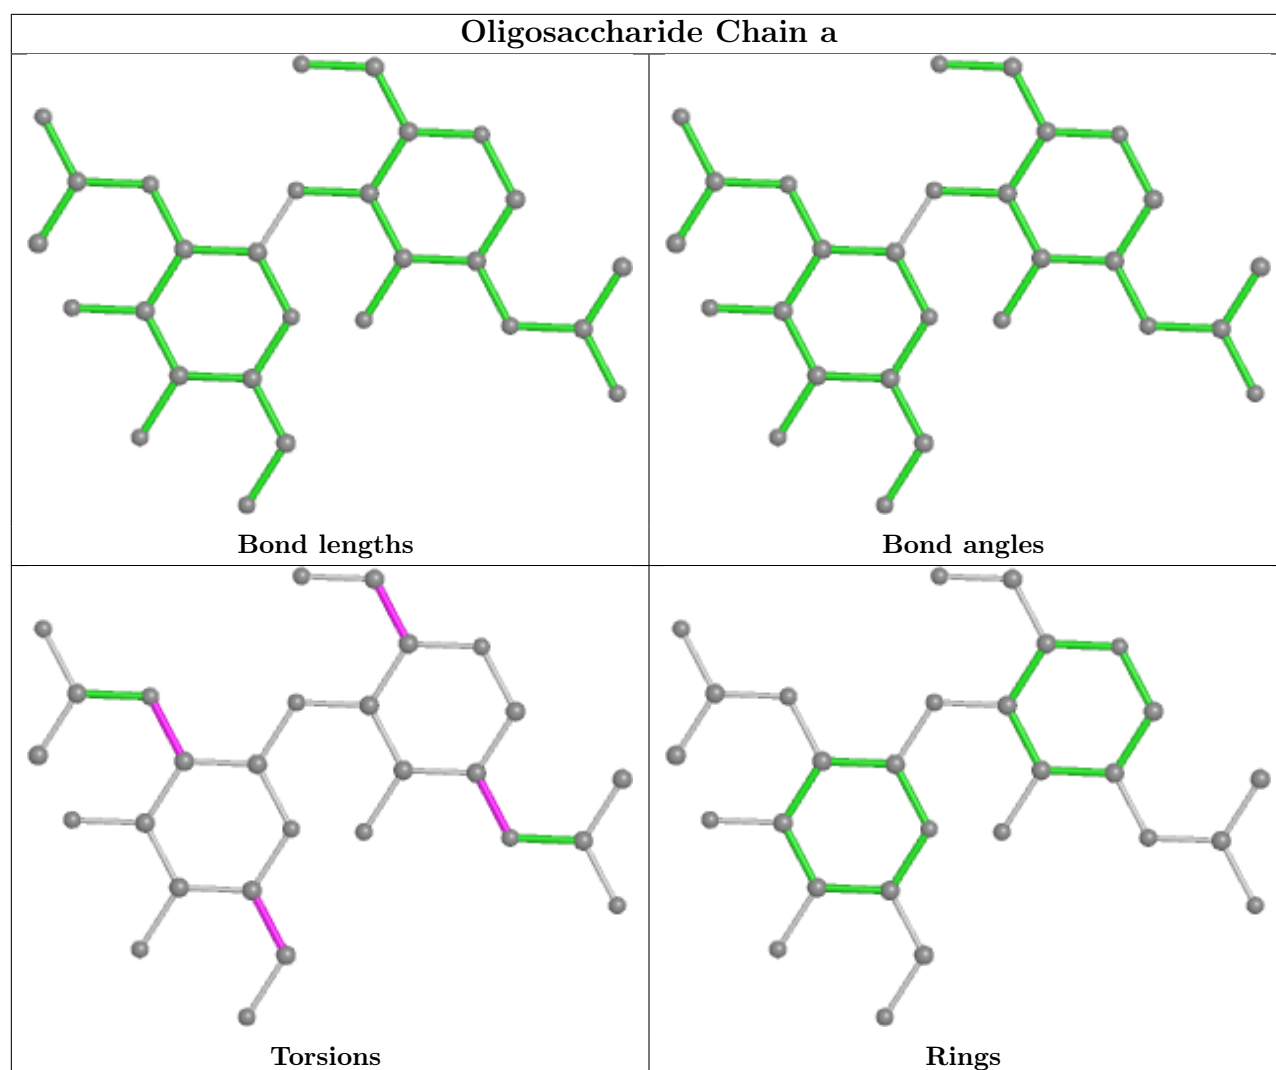 Oligosaccharide Chain a
Bond lengths
Bond angles
Torsions
Rings